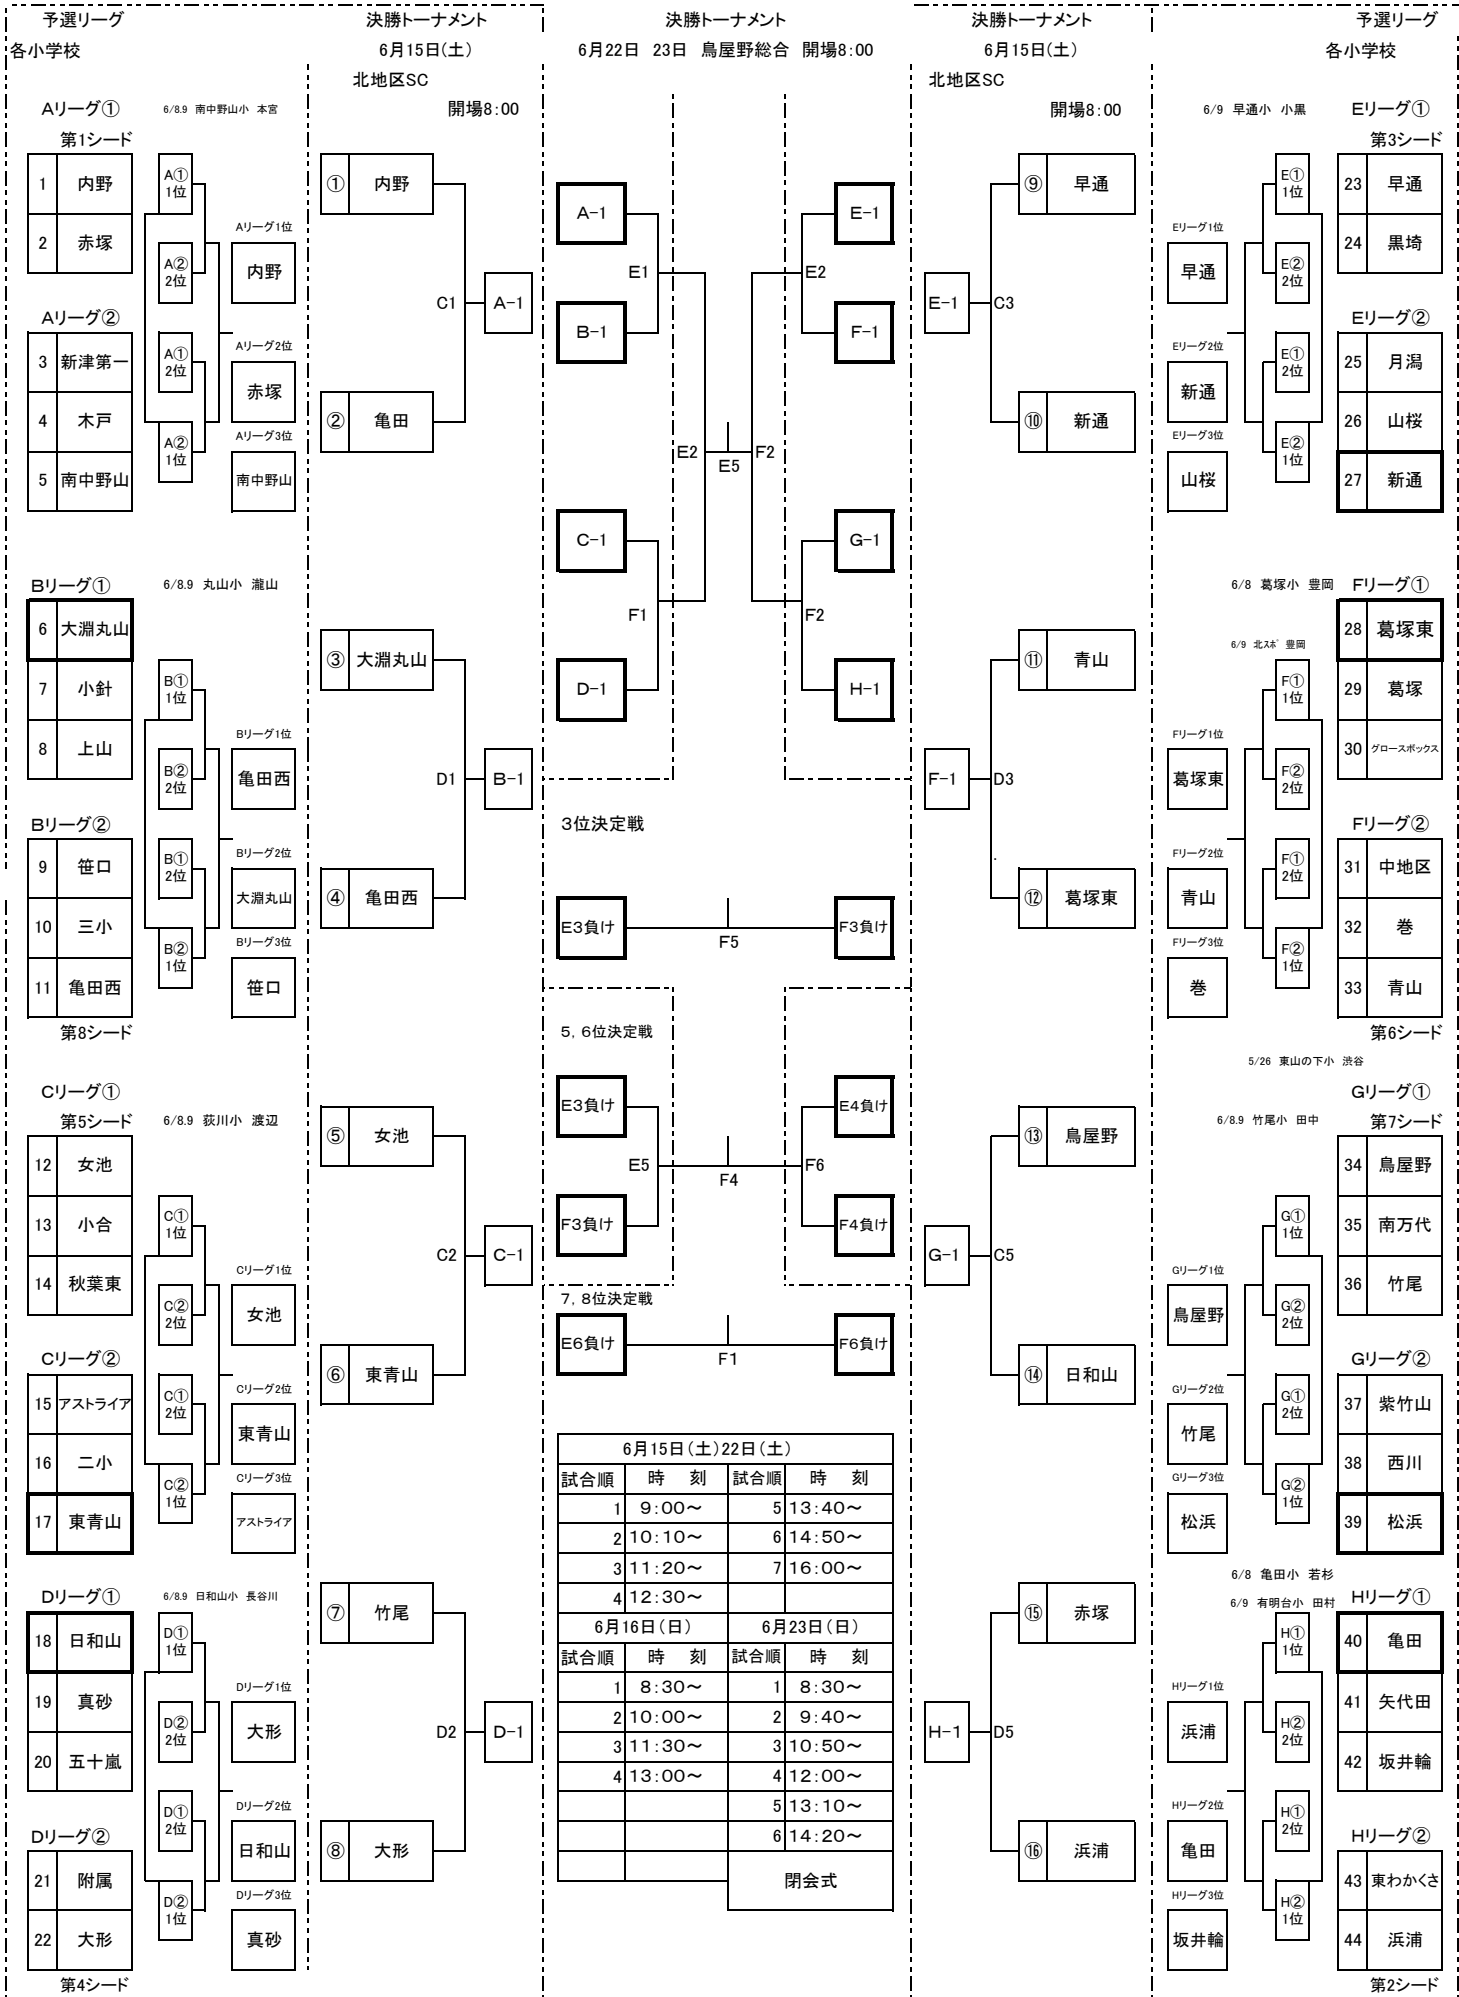 予選リーグ
各小学校
決勝トーナメント
6月15日(土)
北地区SC
開場8:00
決勝トーナメント
6月22日 23日 鳥屋野総合 開場8:00
決勝トーナメント
6月15日(土)
北地区SC
開場8:00
予選リーグ
各小学校
Aリーグ①
6/8.9 南中野山小 本宮
第1シード
1 内野
2 赤塚
Aリーグ②
3 新津第一
4 木戸
5 南中野山
A①
1位
A②
2位
A①
2位
A②
1位
Aリーグ1位
内野
Aリーグ2位
赤塚
Aリーグ3位
南中野山
Bリーグ①
6/8.9 丸山小 瀧山
6 大淵丸山
7 小針
8 上山
Bリーグ②
9 笹口
10 三小
11 亀田西
第8シード
B①
1位
B②
2位
B①
2位
B②
1位
Bリーグ1位
亀田西
Bリーグ2位
大淵丸山
Bリーグ3位
笹口
Cリーグ①
第5シード
6/8.9 荻川小 渡辺
12 女池
13 小合
14 秋葉東
Cリーグ②
15 アストライア
16 二小
17 東青山
C①
1位
C②
2位
C①
2位
C②
1位
Cリーグ1位
女池
Cリーグ2位
東青山
Cリーグ3位
アストライア
Dリーグ①
6/8.9 日和山小 長谷川
18 日和山
19 真砂
20 五十嵐
Dリーグ②
21 附属
22 大形
第4シード
D①
1位
D②
2位
D①
2位
D②
1位
Dリーグ1位
大形
Dリーグ2位
日和山
Dリーグ3位
真砂
① 内野
C1 A-1
② 亀田
③ 大淵丸山
D1 B-1
④ 亀田西
⑤ 女池
C2 C-1
⑥ 東青山
⑦ 竹尾
D2 D-1
⑧ 大形
A-1
E-1
E1
E2
B-1
F-1
E2
E5
F2
C-1
G-1
F1
F2
D-1
H-1
3位決定戦
E3負け
F5
F3負け
5,6位決定戦
E3負け
E4負け
E5
F4
F6
F3負け
F4負け
7,8位決定戦
E6負け
F1
F6負け
6月15日(土)22日(土)
試合順 時 刻 試合順 時 刻
1 9:00～ 5 13:40～
2 10:10～ 6 14:50～
3 11:20～ 7 16:00～
4 12:30～
6月16日(日) 6月23日(日)
試合順 時 刻 試合順 時 刻
1 8:30～ 1 8:30～
2 10:00～ 2 9:40～
3 11:30～ 3 10:50～
4 13:00～ 4 12:00～
5 13:10～
6 14:20～
閉会式
⑨ 早通
E-1 C3
⑩ 新通
⑪ 青山
F-1 D3
⑫ 葛塚東
⑬ 鳥屋野
G-1 C5
⑭ 日和山
⑮ 赤塚
H-1 D5
⑯ 浜浦
6/9 早通小 小黒
Eリーグ①
第3シード
23 早通
24 黒埼
Eリーグ②
25 月潟
26 山桜
27 新通
E①
1位
E②
2位
E①
2位
E②
1位
Eリーグ1位
早通
Eリーグ2位
新通
Eリーグ3位
山桜
6/8 葛塚小 豊岡
Fリーグ①
6/9 北ｽﾎﾟ 豊岡
28 葛塚東
29 葛塚
30 グロースボックス
Fリーグ②
31 中地区
32 巻
33 青山
第6シード
F①
1位
F②
2位
F①
2位
F②
1位
Fリーグ1位
葛塚東
Fリーグ2位
青山
Fリーグ3位
巻
5/26 東山の下小 渋谷
Gリーグ①
6/8.9 竹尾小 田中
第7シード
34 鳥屋野
35 南万代
36 竹尾
Gリーグ②
37 紫竹山
38 西川
39 松浜
G①
1位
G②
2位
G①
2位
G②
1位
Gリーグ1位
鳥屋野
Gリーグ2位
竹尾
Gリーグ3位
松浜
6/8 亀田小 若杉
6/9 有明台小 田村
Hリーグ①
40 亀田
41 矢代田
42 坂井輪
Hリーグ②
43 東わかくさ
44 浜浦
第2シード
H①
1位
H②
2位
H①
2位
H②
1位
Hリーグ1位
浜浦
Hリーグ2位
亀田
Hリーグ3位
坂井輪